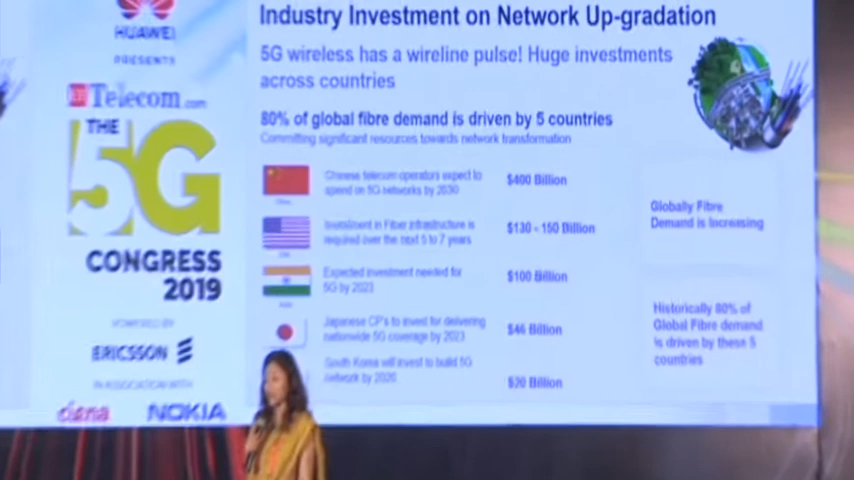 HUAWEI
PRESENTS
ETTelecom.com
THE
5G
CONGRESS
2019
POWERED BY
ERICSSON
IN ASSOCIATION WITH
ciena NOKIA
Industry Investment on Network Up-gradation
5G wireless has a wireline pulse! Huge investments
across countries
80% of global fibre demand is driven by 5 countries
Committing significant resources towards network transformation
Chinese telecom operators expect to
spend on 5G networks by 2030
$400 Billion
Investment in Fiber infrastructure is
required over the next 5 to 7 years
$130 - 150 Billion
Expected investment needed for
5G by 2023
$100 Billion
Japanese CP's to invest for delivering
nationwide 5G coverage by 2023
$46 Billion
South Korea will invest to build 5G
network by 2026
$20 Billion
Globally Fibre
Demand is Increasing
Historically 80% of
Global Fibre demand
is driven by these 5
countries